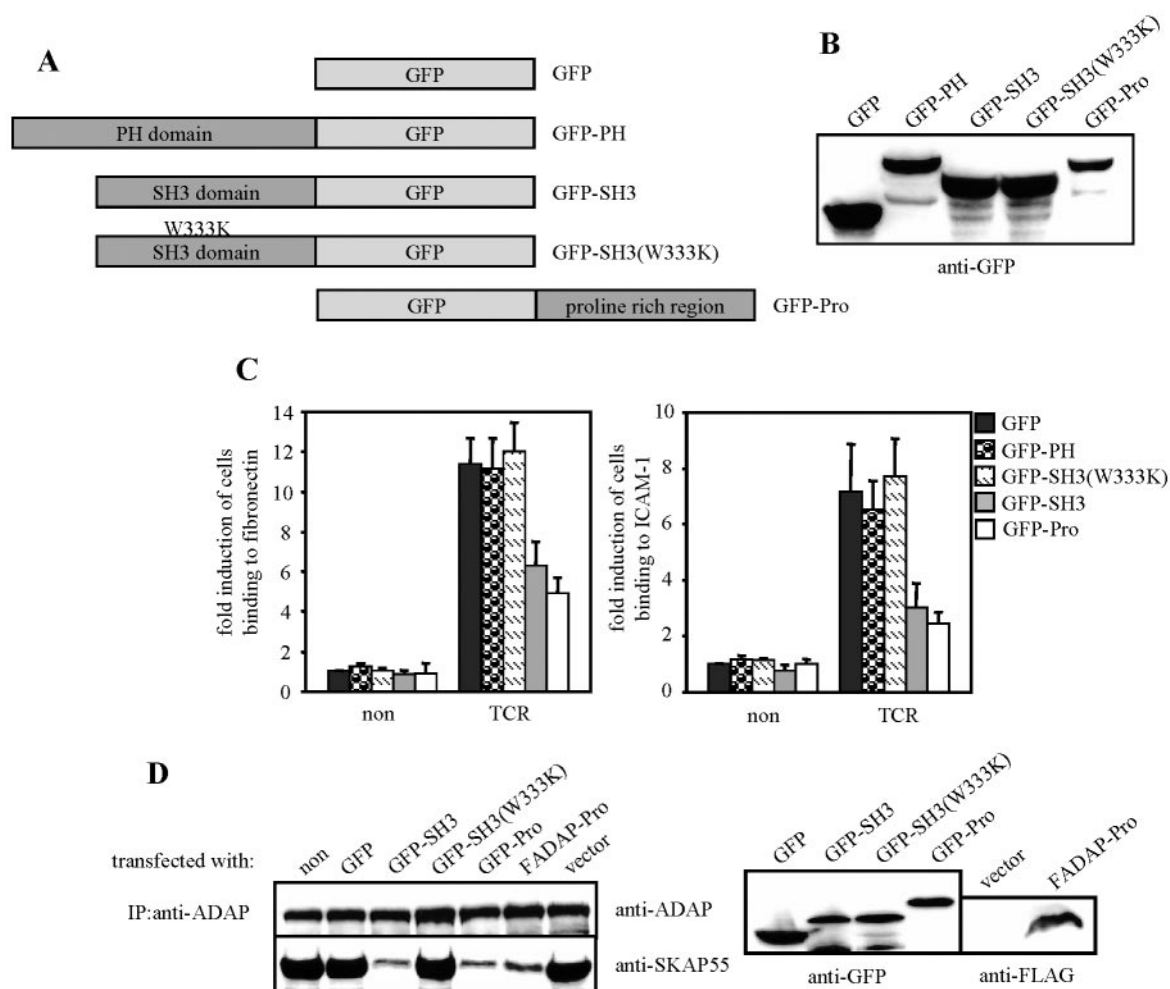 A
GFP
GFP
PH domain
GFP
GFP-PH
SH3 domain
GFP
GFP-SH3
W333K
SH3 domain
GFP
GFP-SH3(W333K)
GFP
proline rich region
GFP-Pro
B
GFP
GFP-PH
GFP-SH3
GFP-SH3(W333K)
GFP-Pro
anti-GFP
C
fold induction of cells
binding to fibronectin
14
12
10
8
6
4
2
0
non
TCR
fold induction of cells
binding to ICAM-1
10
8
6
4
2
0
non
TCR
GFP
GFP-PH
GFP-SH3(W333K)
GFP-SH3
GFP-Pro
D
transfected with:
non
GFP
GFP-SH3
GFP-SH3(W333K)
GFP-Pro
FADAP-Pro
vector
IP:anti-ADAP
anti-ADAP
anti-SKAP55
GFP
GFP-SH3
GFP-SH3(W333K)
GFP-Pro
vector
FADAP-Pro
anti-GFP
anti-FLAG